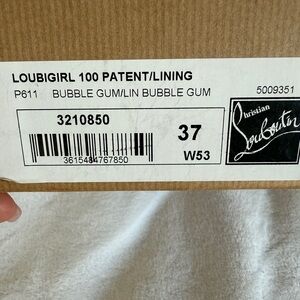 LOUBIGIRL 100 PATENT/LINING
P611 BUBBLE GUM/LIN BUBBLE GUM 5009351
3210850
3615484767850
37
W53
Christian
Louboutin